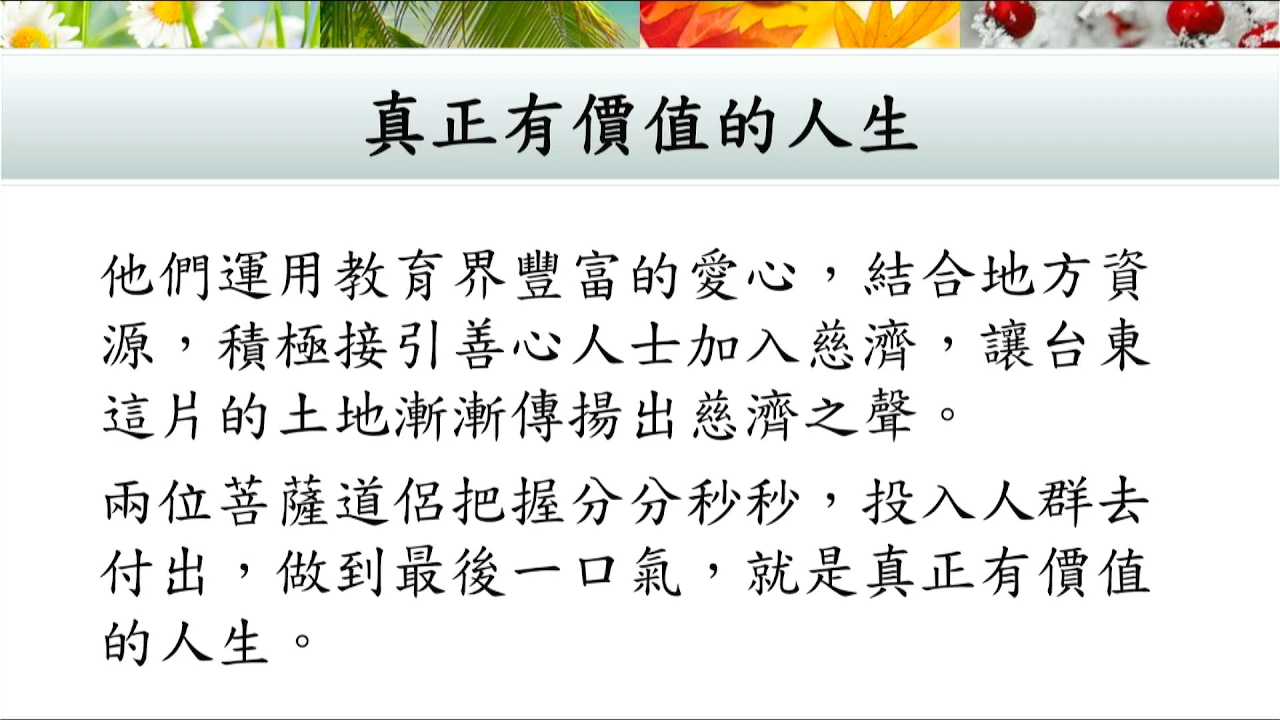 真正有價值的人生
他們運用教育界豐富的愛心，結合地方資
源，積極接引善心人士加入慈濟，讓台東
這片的土地漸漸傳揚出慈濟之聲。
兩位菩薩道侶把握分分秒秒，投入人群去
付出，做到最後一口氣，就是真正有價值
的人生。